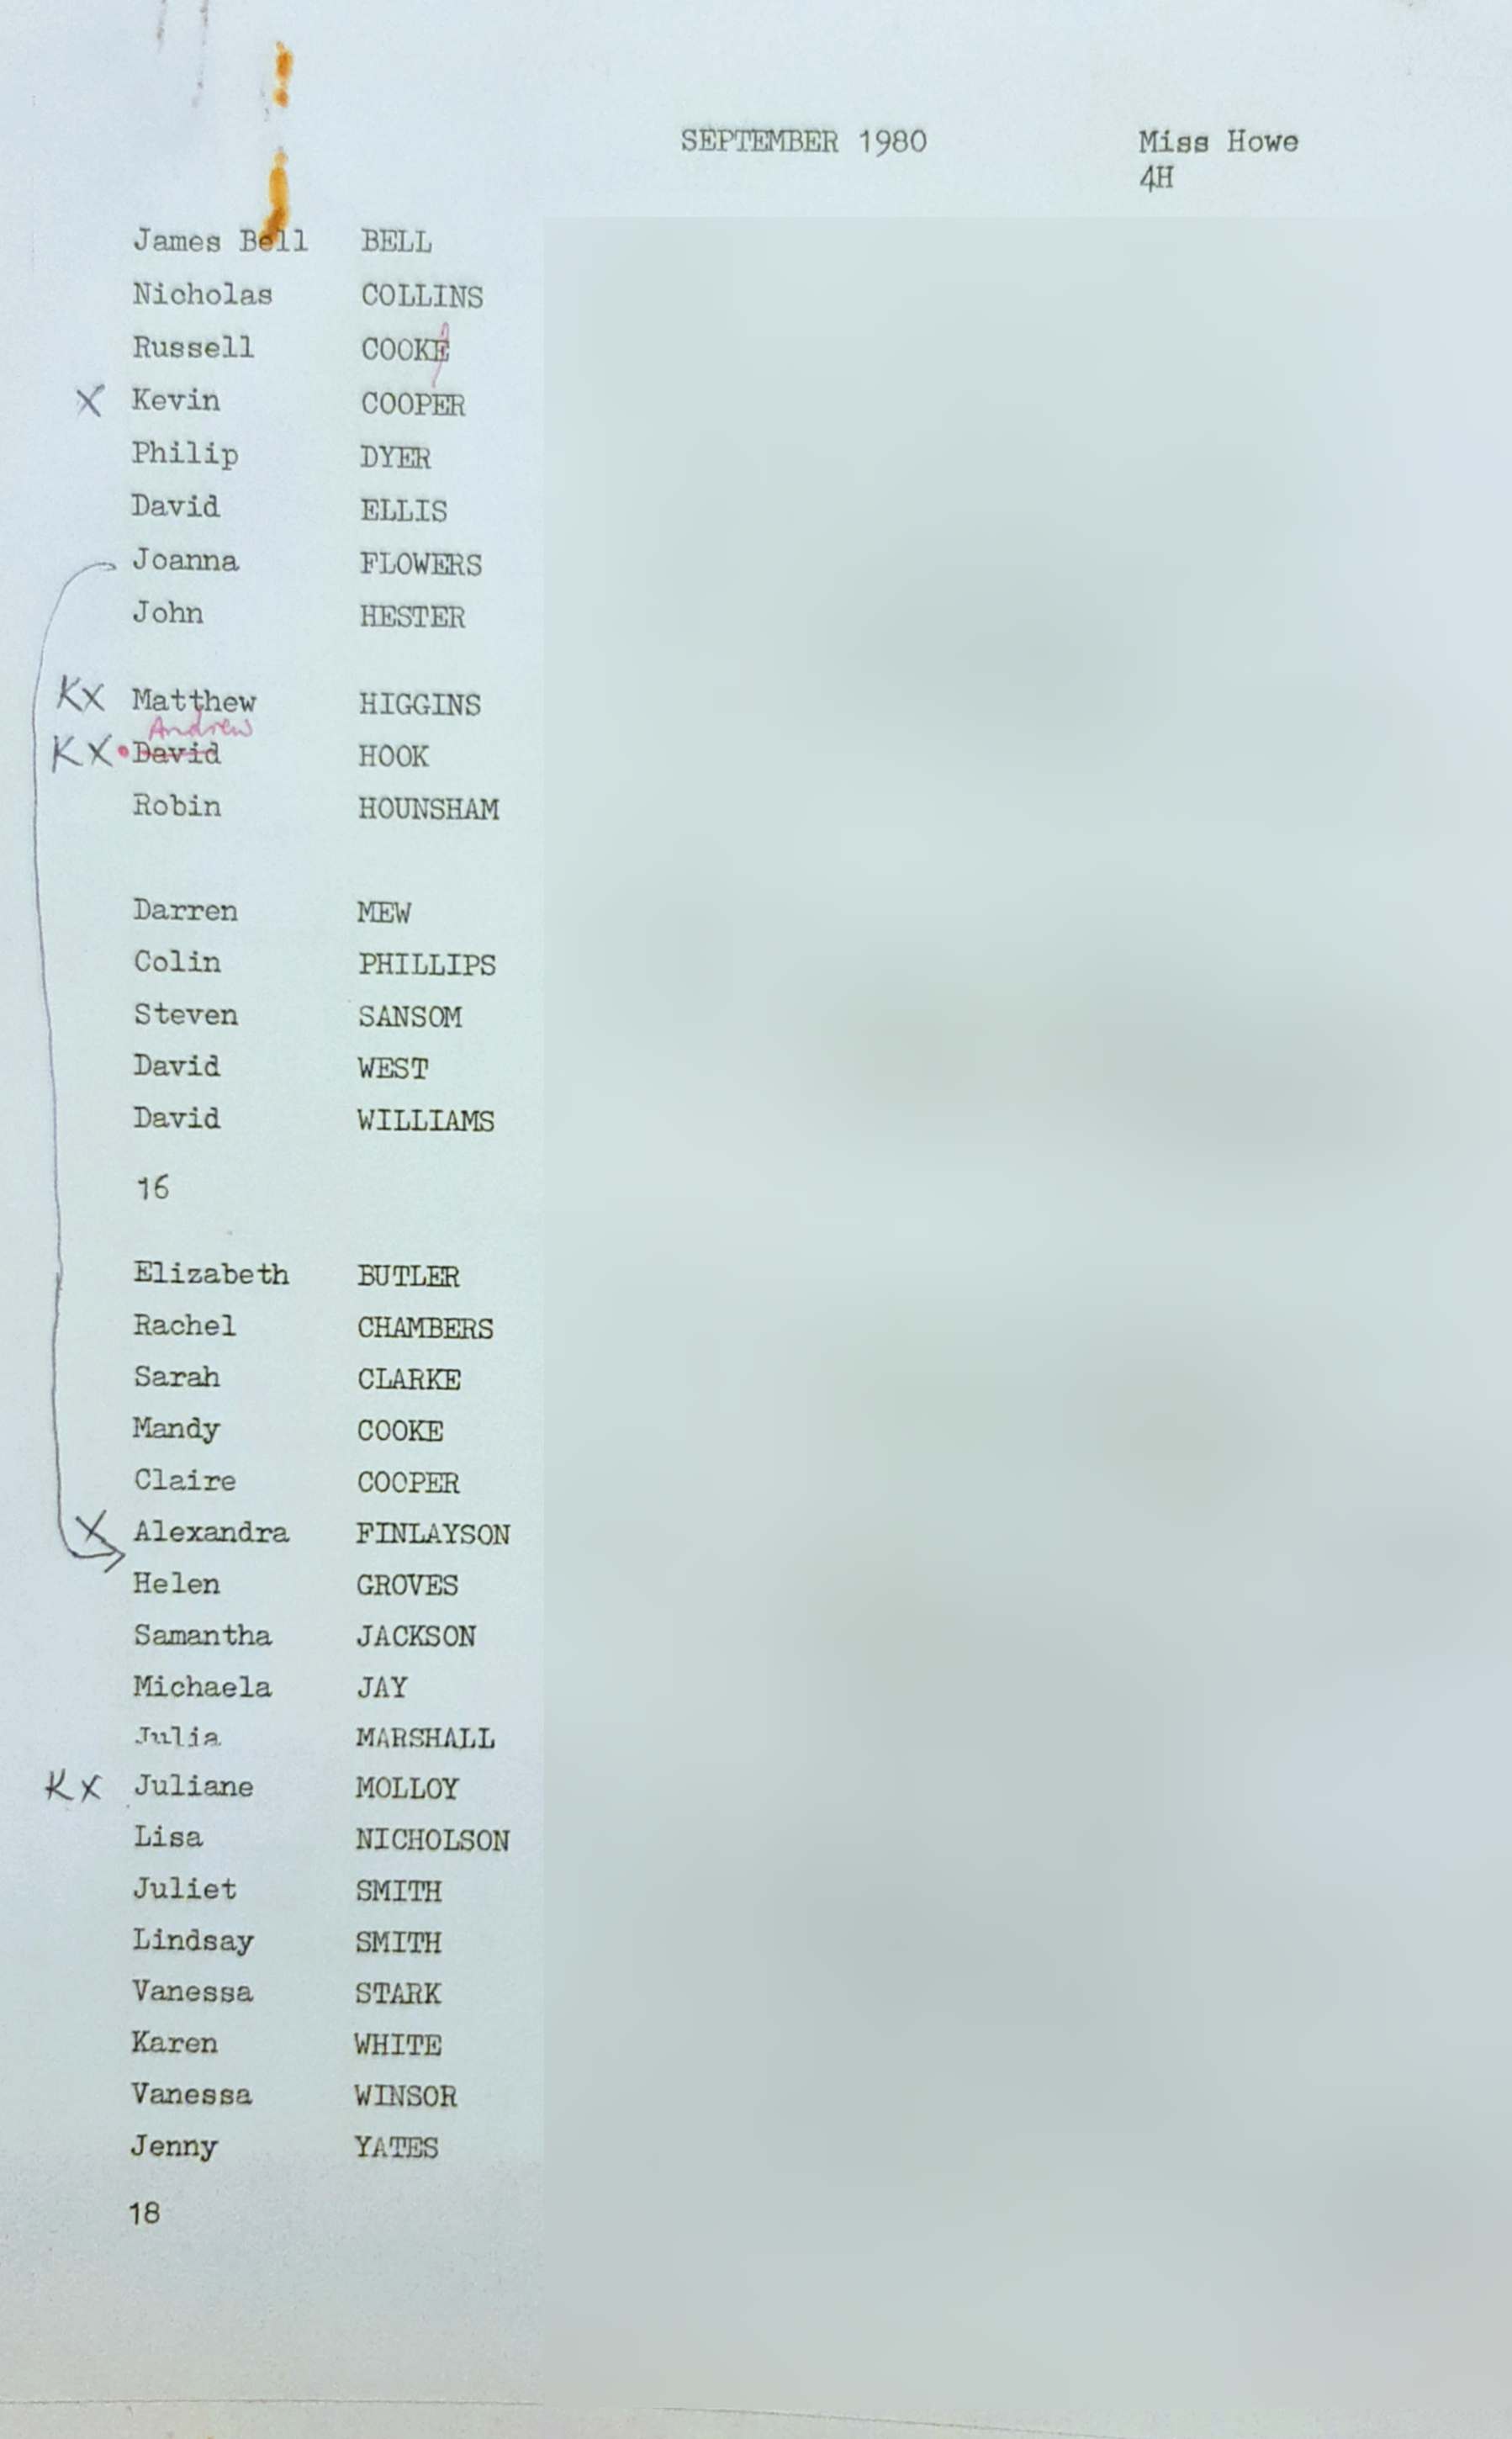 SEPTEMBER 1980 Miss Howe
4H
James Bell BELL
Nicholas COLLINS
Russell COOKE
X Kevin COOPER
Philip DYER
David ELLIS
Joanna FLOWERS
John HESTER
KX Matthew HIGGINS
Andrew
KX David HOOK
Robin HOUNSHAM
Darren MEW
Colin PHILLIPS
Steven SANSOM
David WEST
David WILLIAMS
16
Elizabeth BUTLER
Rachel CHAMBERS
Sarah CLARKE
Mandy COOKE
Claire COOPER
X Alexandra FINLAYSON
Helen GROVES
Samantha JACKSON
Michaela JAY
Julia MARSHALL
KX Juliane MOLLOY
Lisa NICHOLSON
Juliet SMITH
Lindsay SMITH
Vanessa STARK
Karen WHITE
Vanessa WINSOR
Jenny YATES
18